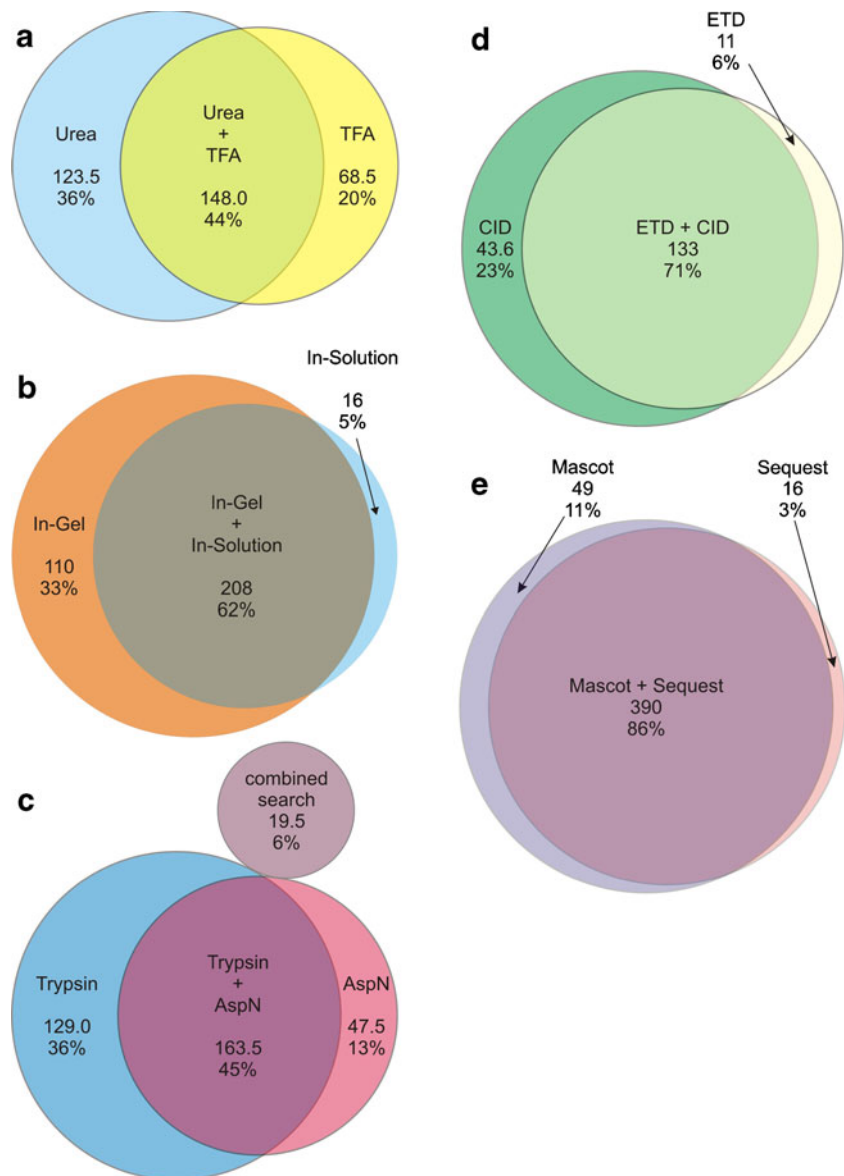 a
Urea
123.5
36%
Urea
+
TFA
148.0
44%
TFA
68.5
20%
b
In-Solution
16
5%
In-Gel
110
33%
In-Gel
+
In-Solution
208
62%
c
combined
search
19.5
6%
Trypsin
129.0
36%
Trypsin
+
AspN
163.5
45%
AspN
47.5
13%
d
ETD
11
6%
CID
43.6
23%
ETD + CID
133
71%
e
Mascot
49
11%
Sequest
16
3%
Mascot + Sequest
390
86%